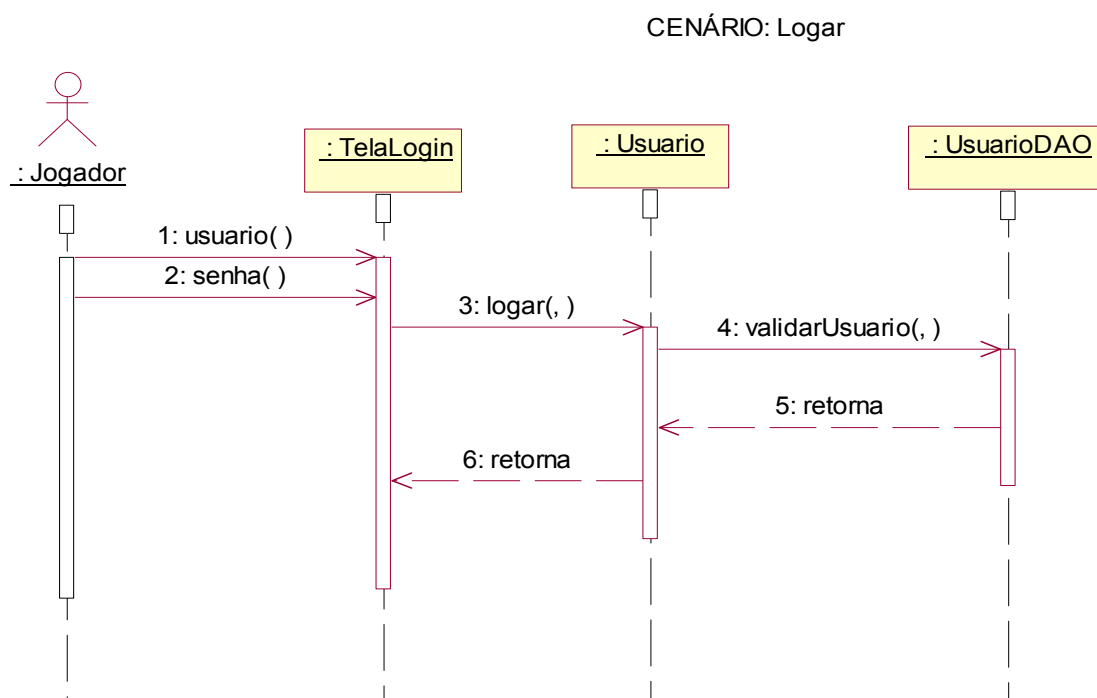 CENÁRIO: Logar
: Jogador
: TelaLogin
: Usuario
: UsuarioDAO
1: usuario( )
2: senha( )
3: logar(, )
4: validarUsuario(, )
5: retorna
6: retorna